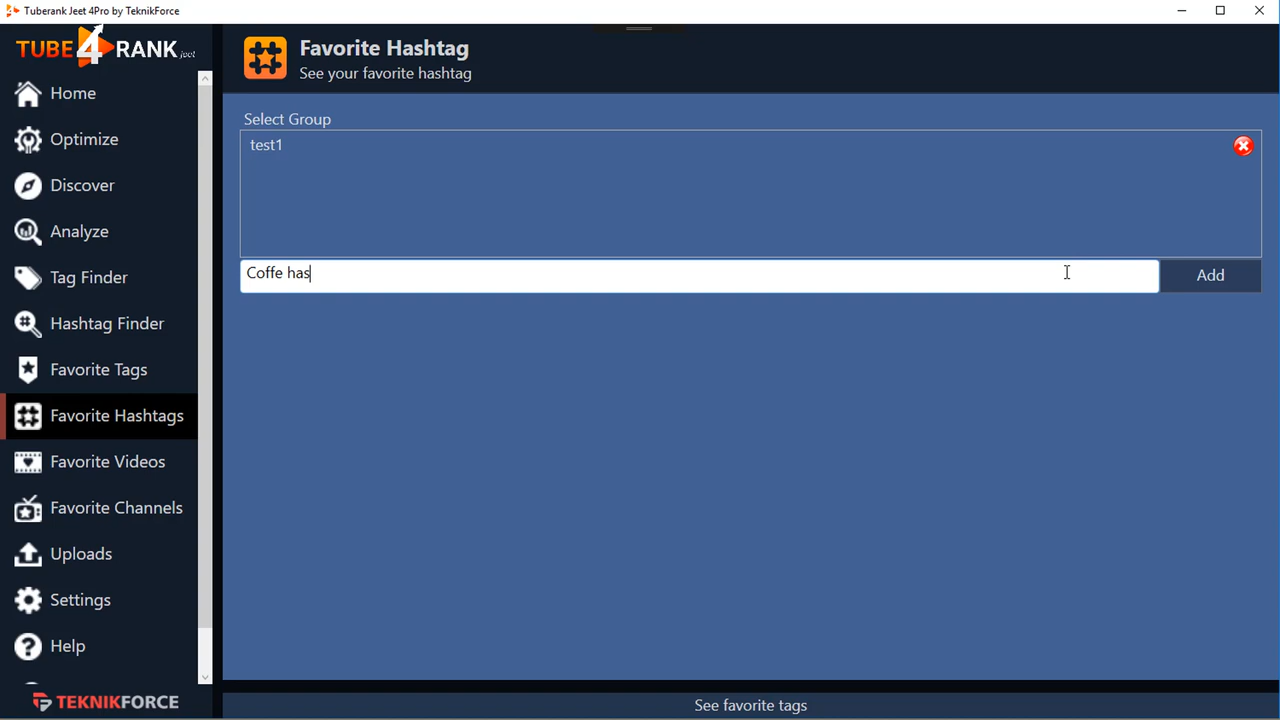 Tuberank Jeet 4Pro by TeknikForce
TUBE4RANK jeet
Favorite Hashtag
See your favorite hashtag
Home
Optimize
Discover
Analyze
Tag Finder
Hashtag Finder
Favorite Tags
Favorite Hashtags
Favorite Videos
Favorite Channels
Uploads
Settings
Help
TEKNIKFORCE
Select Group
test1
Coffe has
Add
See favorite tags